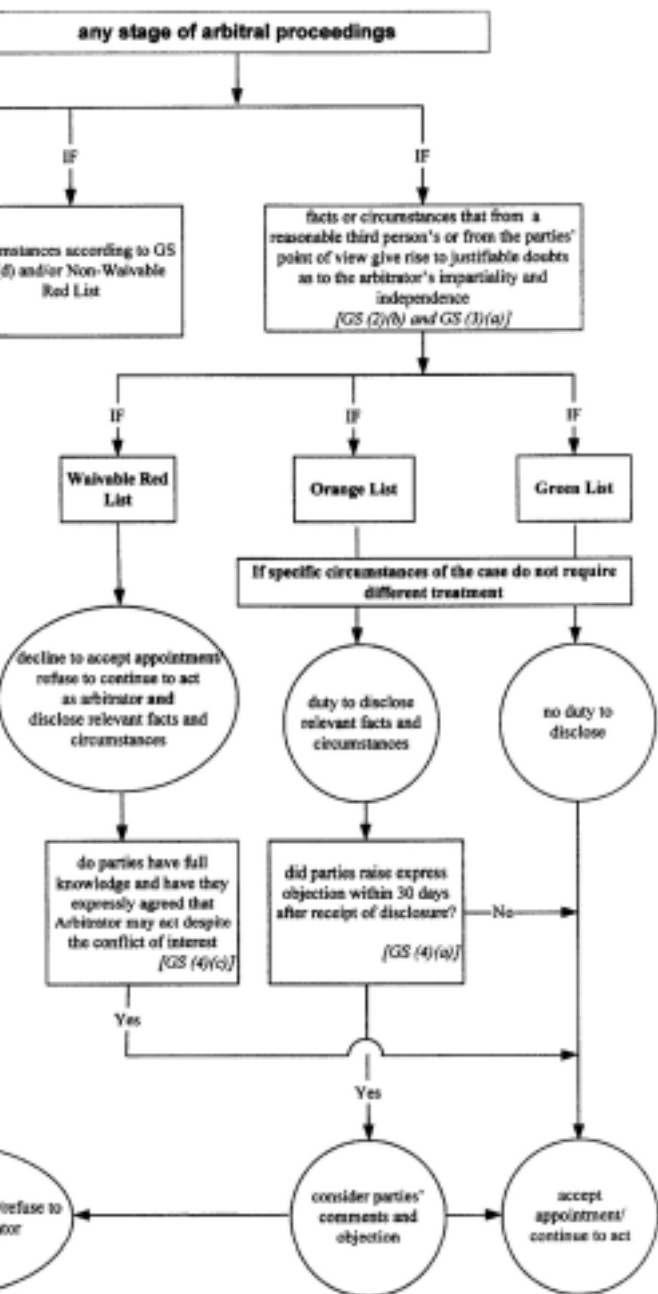 any stage of arbitral proceedings
IF
IF
mstances according to GS
d) and/or Non-Waivable
Red List
facts or circumstances that from a
reasonable third person's or from the parties'
point of view give rise to justifiable doubts
as to the arbitrator's impartiality and
independence
[GS (2)(b) and GS (3)(a)]
IF
IF
IF
Waivable Red
List
Orange List
Green List
If specific circumstances of the case do not require
different treatment
decline to accept appointment/
refuse to continue to act
as arbitrator and
disclose relevant facts and
circumstances
duty to disclose
relevant facts and
circumstances
no duty to
disclose
do parties have full
knowledge and have they
expressly agreed that
Arbitrator may act despite
the conflict of interest
[GS (4)(c)]
did parties raise express
objection within 30 days
after receipt of disclosure?
[GS (4)(a)]
No
Yes
Yes
/refuse to
tor
consider parties'
comments and
objection
accept
appointment/
continue to act